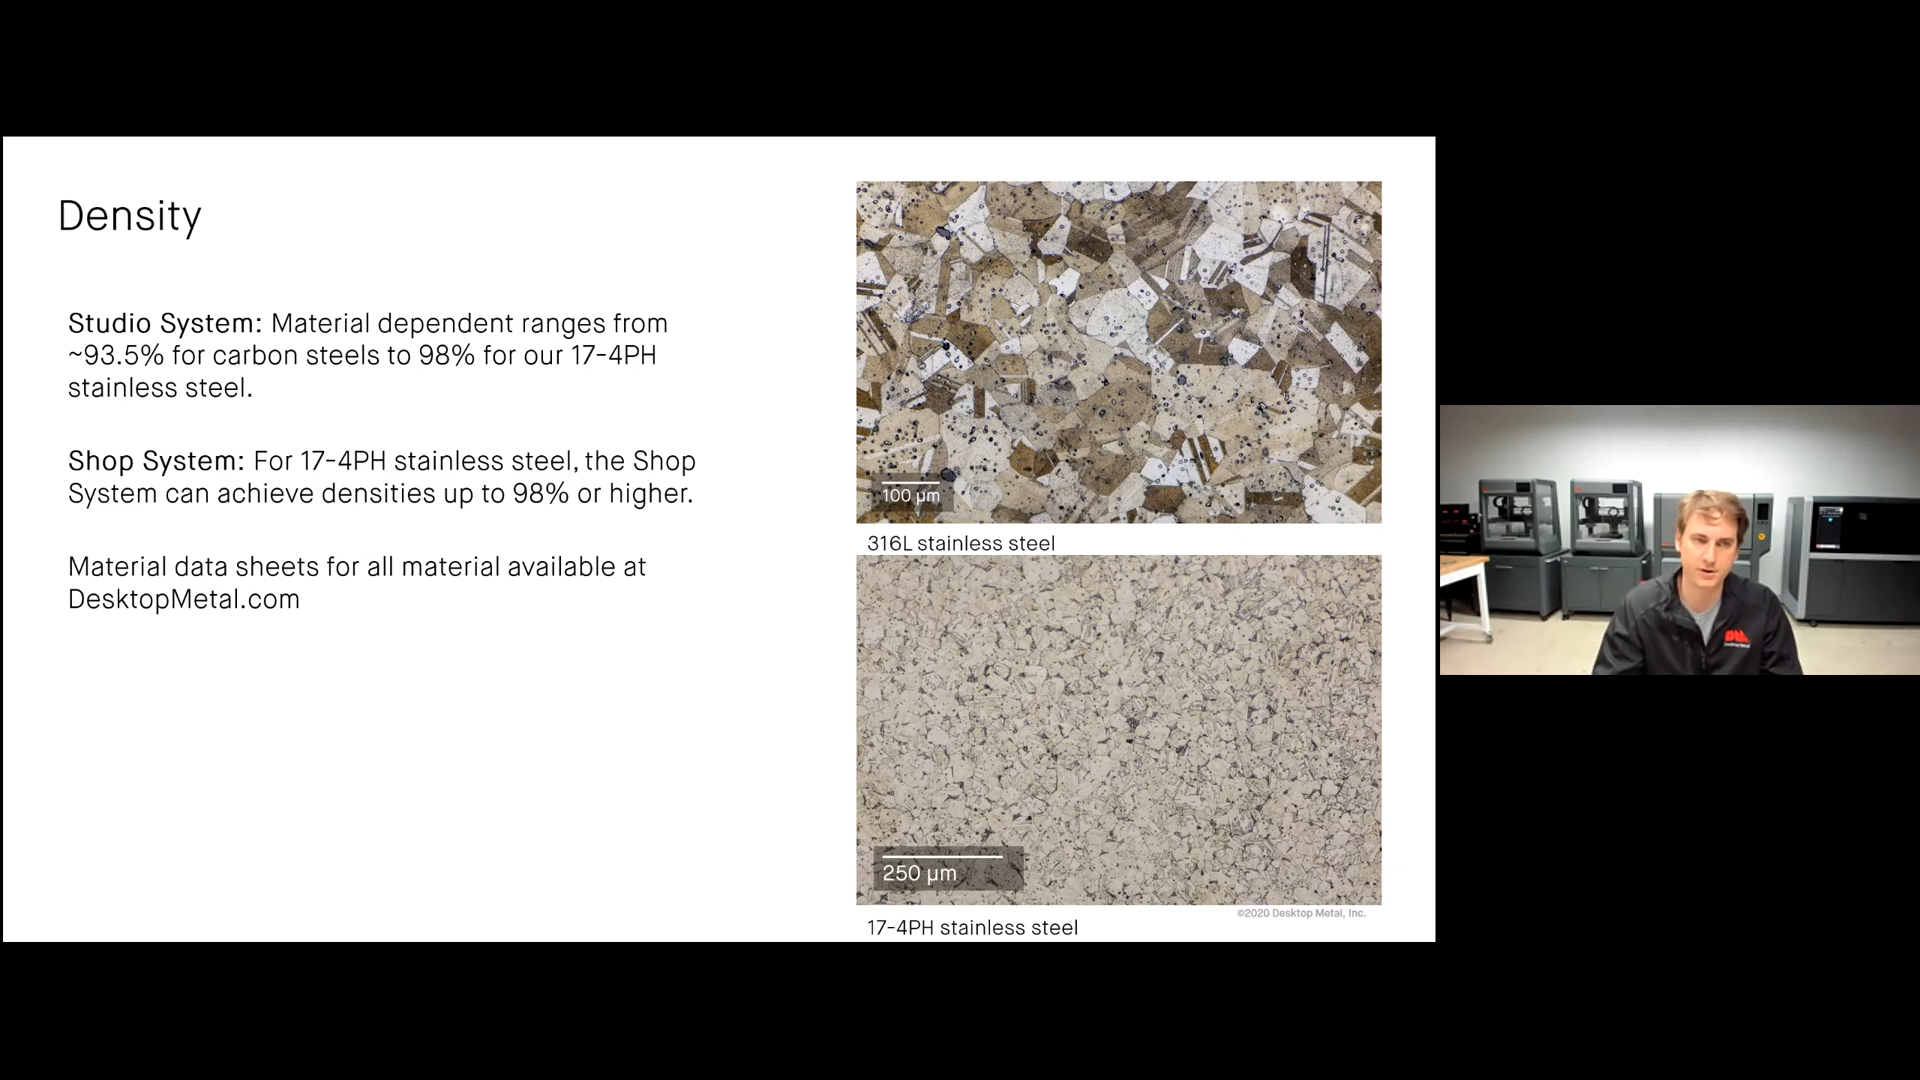 Density
Studio System: Material dependent ranges from
~93.5% for carbon steels to 98% for our 17-4PH
stainless steel.
Shop System: For 17-4PH stainless steel, the Shop
System can achieve densities up to 98% or higher.
Material data sheets for all material available at
DesktopMetal.com
100 µm
316L stainless steel
250 µm
©2020 Desktop Metal, Inc.
17-4PH stainless steel